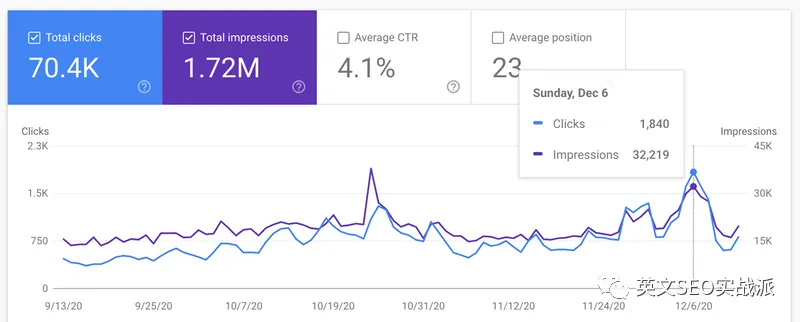 Total clicks
70.4K
Total impressions
1.72M
Average CTR
4.1%
Average position
23
Sunday, Dec 6
Clicks 1,840
Impressions 32,219
Clicks
Impressions
2.3K
45K
1.5K
30K
750
15K
0
9/13/20 9/25/20 10/7/20 10/19/20 10/31/20 11/12/20 11/24/20 12/6/20
英文SEO实战派